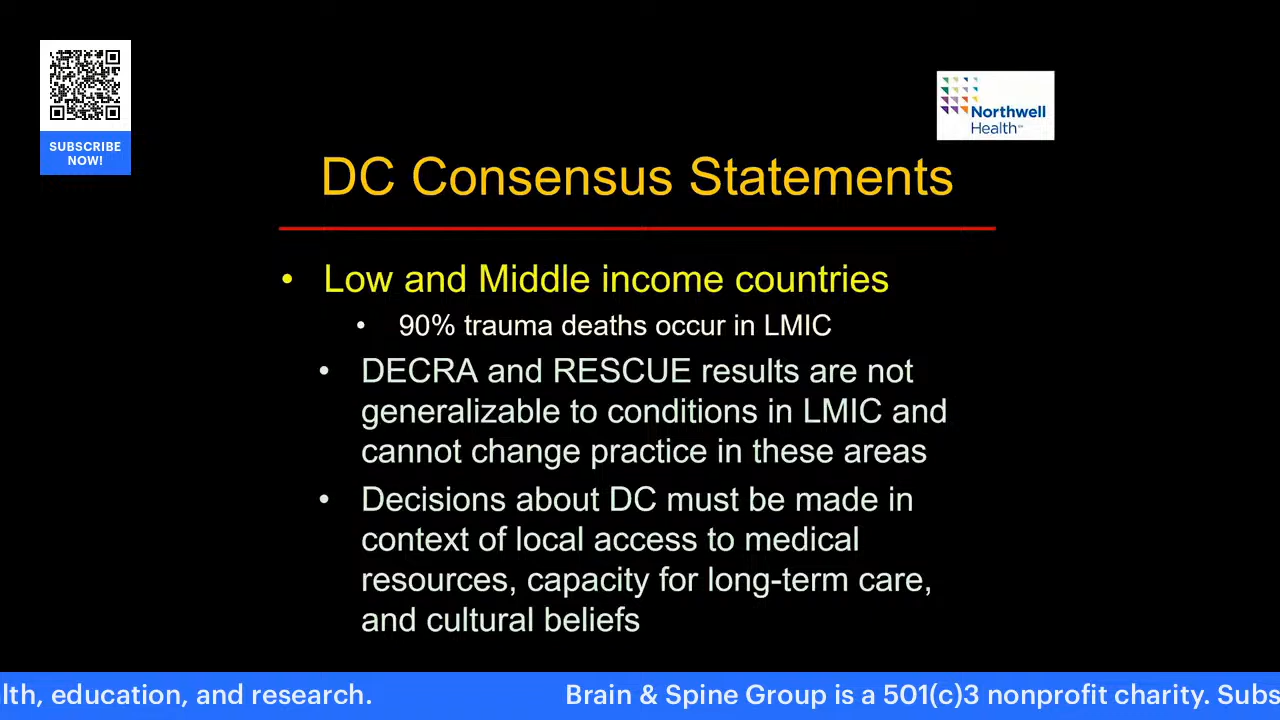 SUBSCRIBE
NOW!
Northwell
Health℠
DC Consensus Statements
• Low and Middle income countries
• 90% trauma deaths occur in LMIC
• DECRA and RESCUE results are not
generalizable to conditions in LMIC and
cannot change practice in these areas
• Decisions about DC must be made in
context of local access to medical
resources, capacity for long-term care,
and cultural beliefs
lth, education, and research. Brain & Spine Group is a 501(c)3 nonprofit charity. Subs